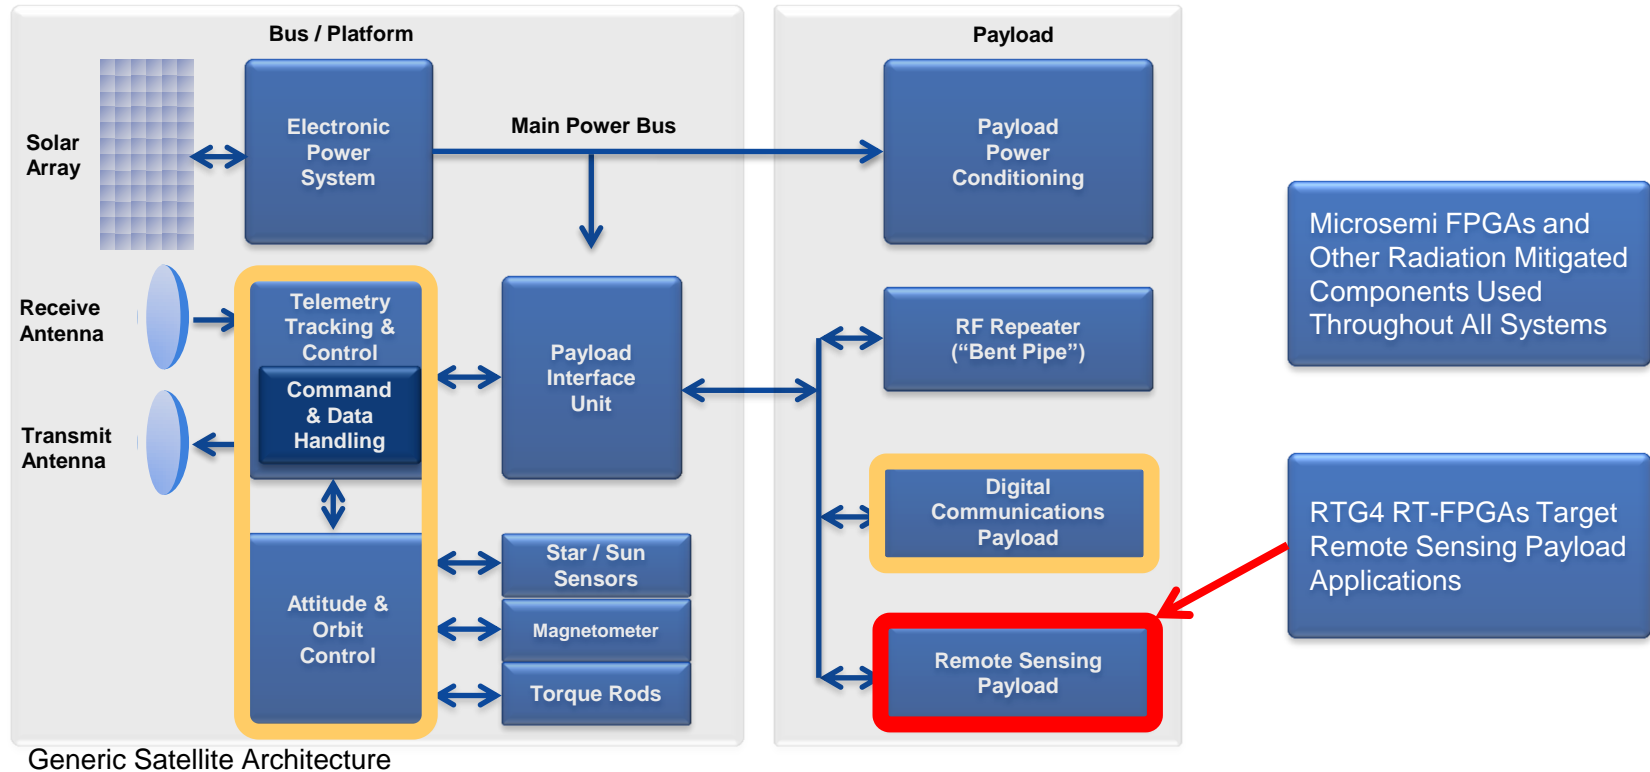 Bus / Platform
Payload
Solar
Array
Electronic
Power
System
Main Power Bus
Payload
Power
Conditioning
Microsemi FPGAs and
Other Radiation Mitigated
Components Used
Throughout All Systems
Receive
Antenna
Telemetry
Tracking &
Control
Command
& Data
Handling
Payload
Interface
Unit
RF Repeater
(“Bent Pipe”)
Transmit
Antenna
Digital
Communications
Payload
RTG4 RT-FPGAs Target
Remote Sensing Payload
Applications
Attitude &
Orbit
Control
Star / Sun
Sensors
Magnetometer
Torque Rods
Remote Sensing
Payload
Generic Satellite Architecture